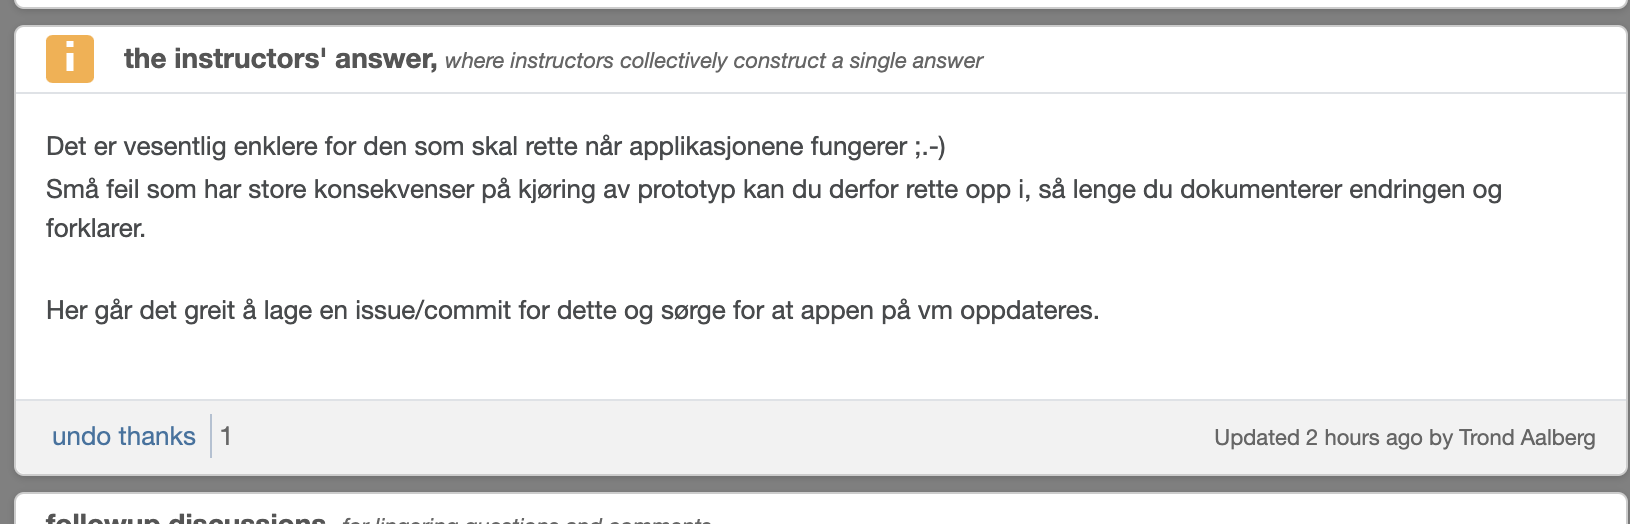 i the instructors' answer, where instructors collectively construct a single answer
Det er vesentlig enklere for den som skal rette når applikasjonene fungerer ;.-)
Små feil som har store konsekvenser på kjøring av prototyp kan du derfor rette opp i, så lenge du dokumenterer endringen og
forklarer.
Her går det greit å lage en issue/commit for dette og sørge for at appen på vm oppdateres.
undo thanks 1 Updated 2 hours ago by Trond Aalberg
followup discussions, for lingering questions and comments